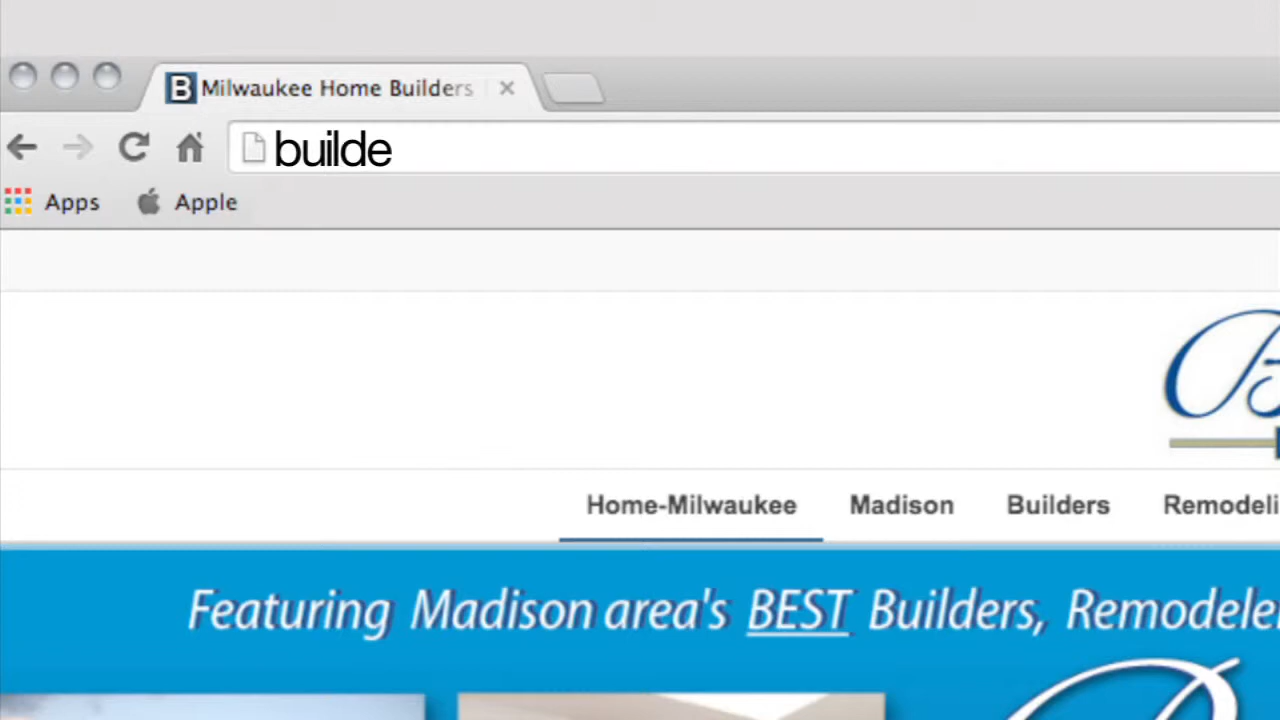 B Milwaukee Home Builders
builde
Apps Apple
Home-Milwaukee Madison Builders
Featuring Madison area's BEST Builders,